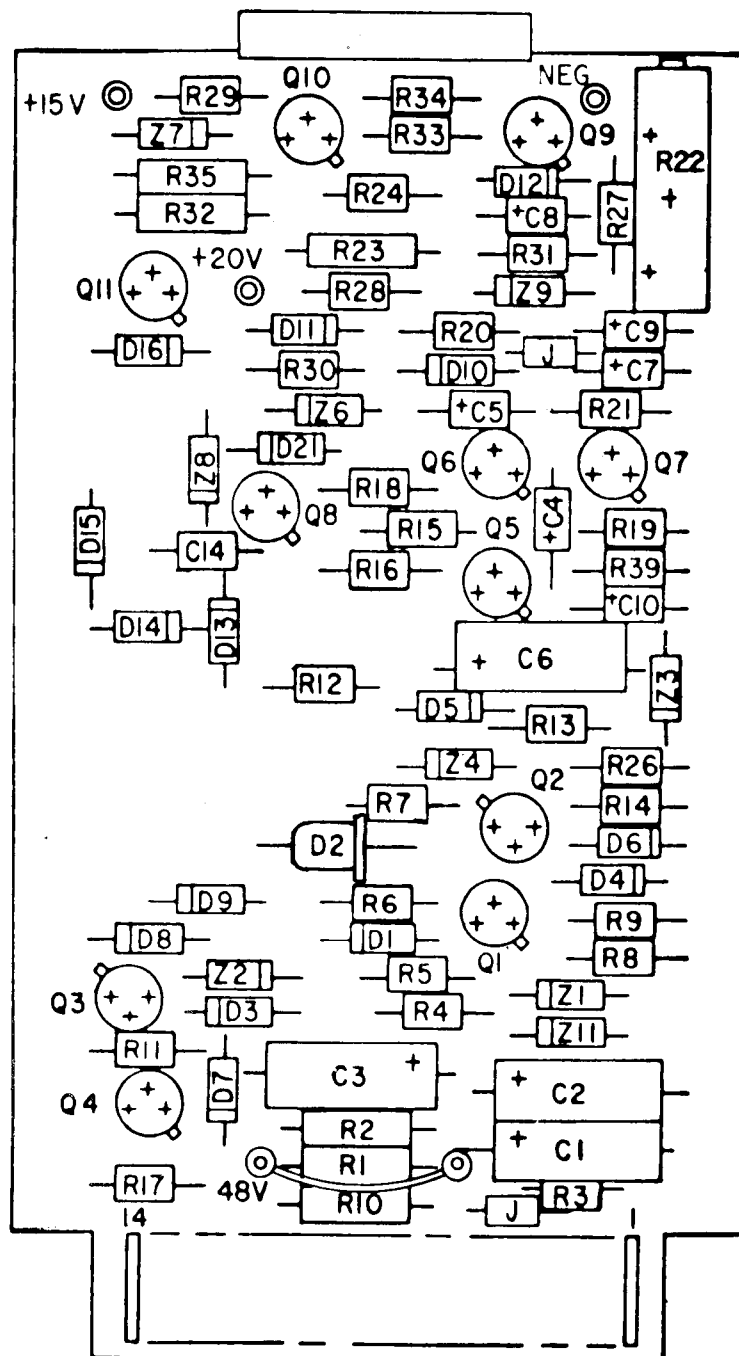 Q10
NEG
+15V
R29
R34
Z7
R33
Q9
R22
R35
R24
D12
R27
R32
+C8
R23
R31
+20V
Q11
R28
Z9
D11
R20
+C9
D16
J
R30
D10
+C7
Z6
+C5
R21
D21
Q6
Q7
Z8
R18
Q8
+C4
D15
R15
Q5
R19
C14
R16
R39
+C10
D14
D13
C6
R12
Z3
D5
R13
Z4
R26
Q2
R7
R14
D2
D6
D4
D9
R6
R9
D8
D1
Q1
R8
Z2
R5
Q3
Z1
D3
R4
Z11
R11
C3
D7
C2
Q4
R2
C1
R1
R17
48V
R3
R10
J
14
1